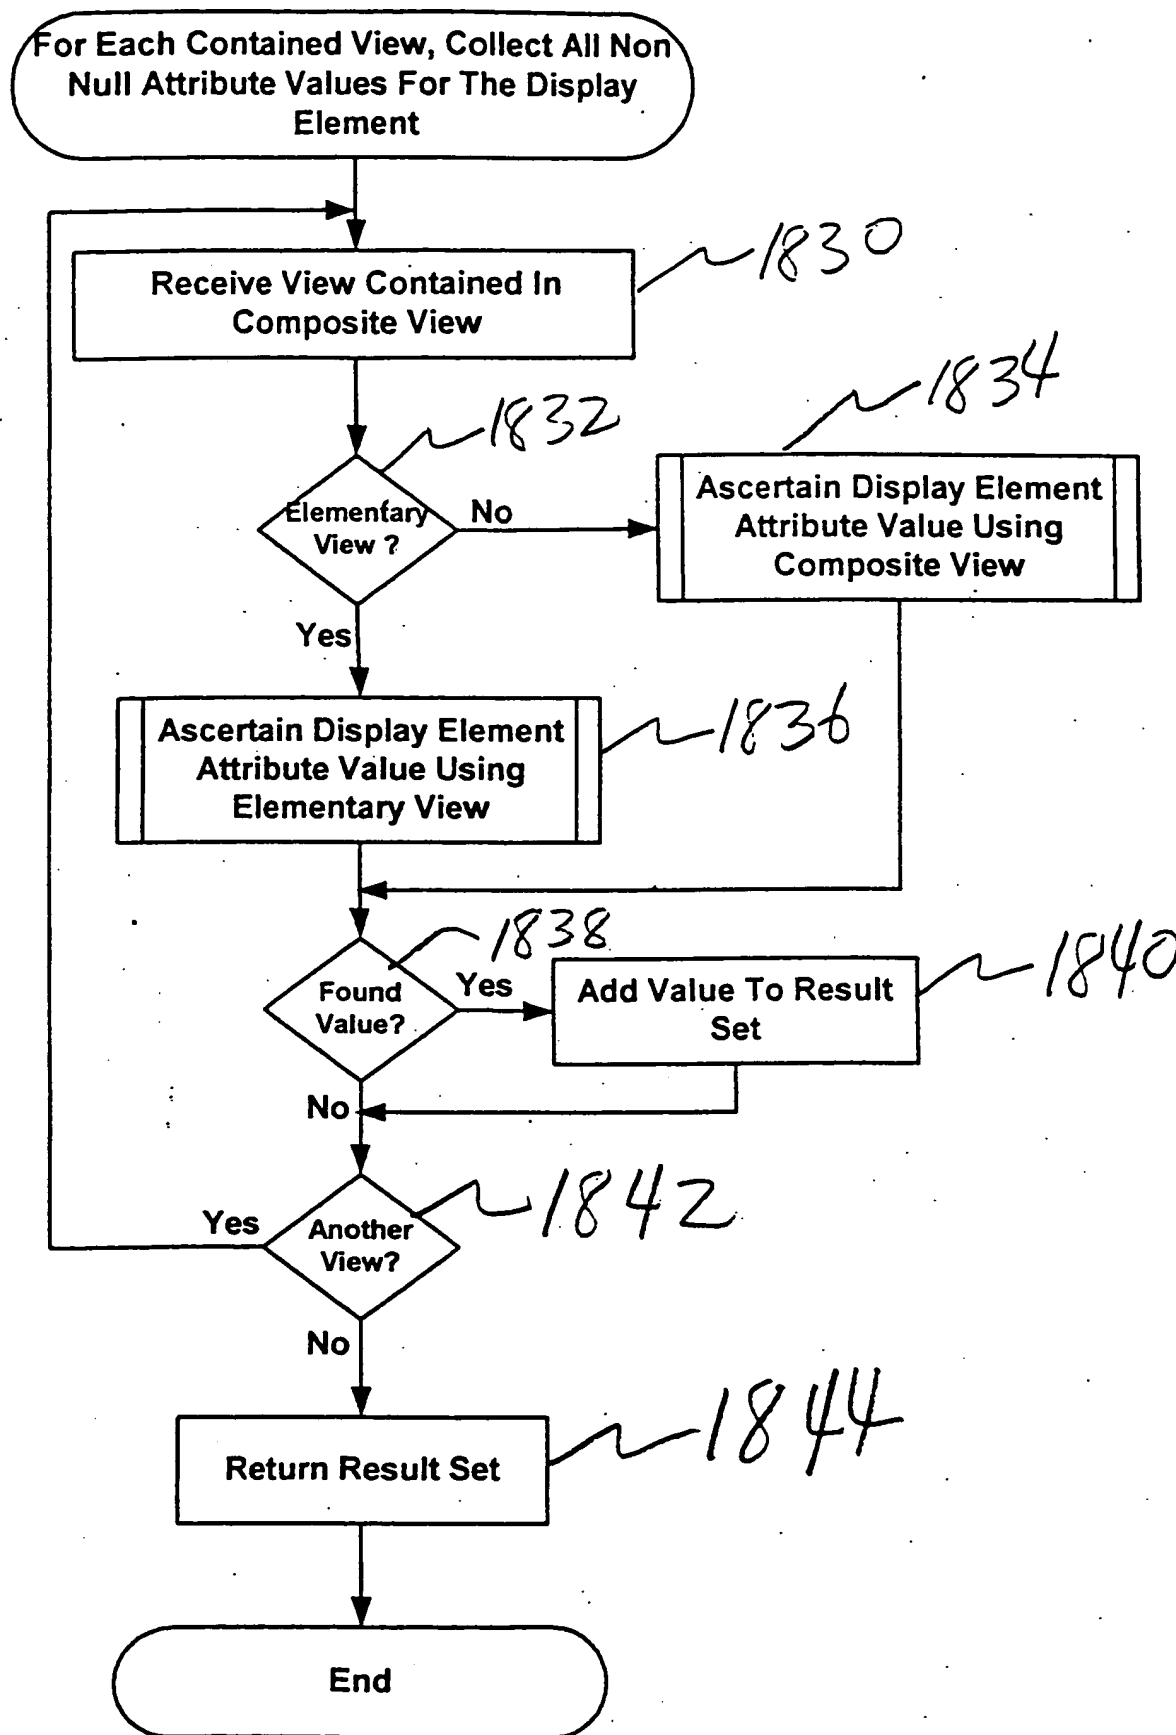 For Each Contained View, Collect All Non
Null Attribute Values For The Display
Element
1830
Receive View Contained In
Composite View
1834
1832
Elementary
View ?
No
Ascertain Display Element
Attribute Value Using
Composite View
Yes
Ascertain Display Element
Attribute Value Using
Elementary View
1836
1838
Found
Value?
Yes
Add Value To Result
Set
1840
No
1842
Yes
Another
View?
No
1844
Return Result Set
End